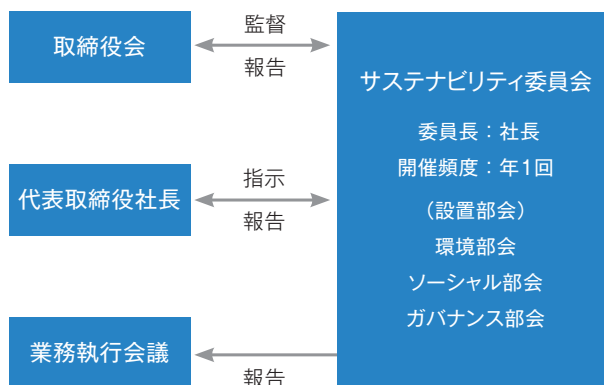 取締役会
監督
報告
代表取締役社長
指示
報告
業務執行会議
報告
サステナビリティ委員会
委員長：社長
開催頻度：年1回
（設置部会）
環境部会
ソーシャル部会
ガバナンス部会